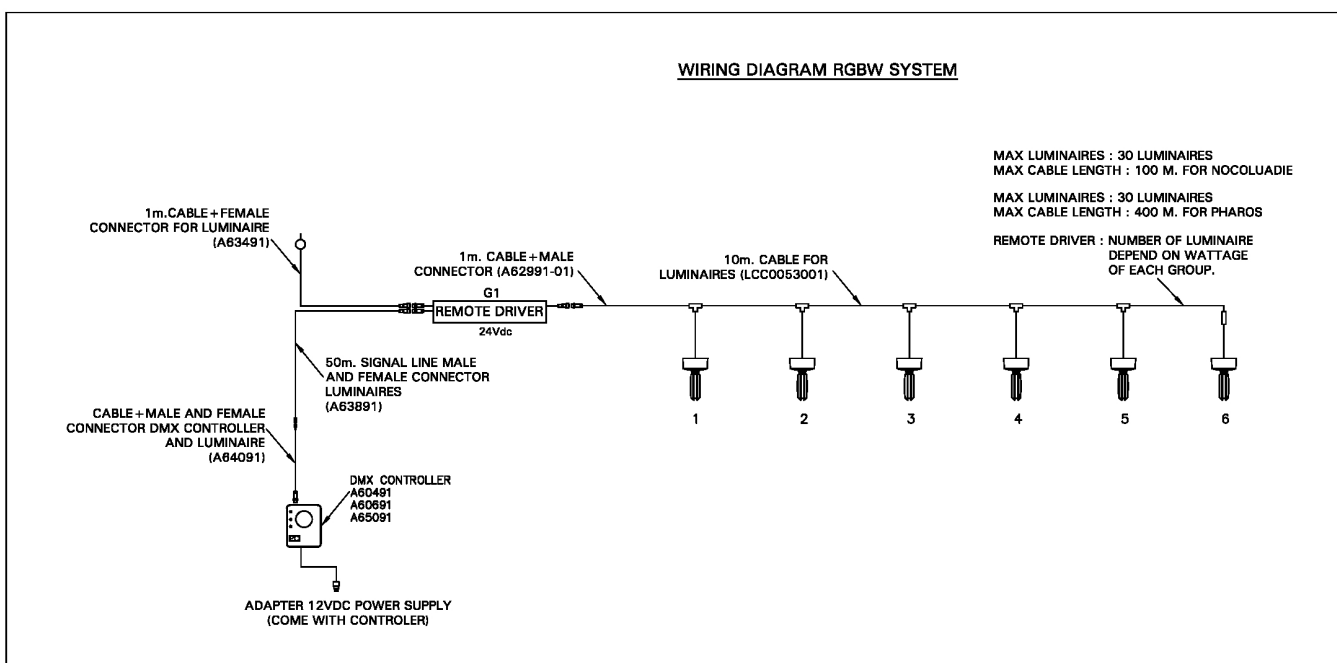 WIRING DIAGRAM RGBW SYSTEM
MAX LUMINAIRES : 30 LUMINAIRES
MAX CABLE LENGTH : 100 M. FOR NOCOLUADIE
MAX LUMINAIRES : 30 LUMINAIRES
MAX CABLE LENGTH : 400 M. FOR PHAROS
REMOTE DRIVER : NUMBER OF LUMINAIRE
DEPEND ON WATTAGE
OF EACH GROUP.
1m.CABLE+FEMALE
CONNECTOR FOR LUMINAIRE
(A63491)
1m. CABLE+MALE
CONNECTOR (A62991-01)
10m. CABLE FOR
LUMINAIRES (LCC0053001)
G1
REMOTE DRIVER
24Vdc
50m. SIGNAL LINE MALE
AND FEMALE CONNECTOR
LUMINAIRES
(A63891)
1
2
3
4
5
6
CABLE+MALE AND FEMALE
CONNECTOR DMX CONTROLLER
AND LUMINAIRE
(A64091)
DMX CONTROLLER
A60491
A60691
A65091
ADAPTER 12VDC POWER SUPPLY
(COME WITH CONTROLER)